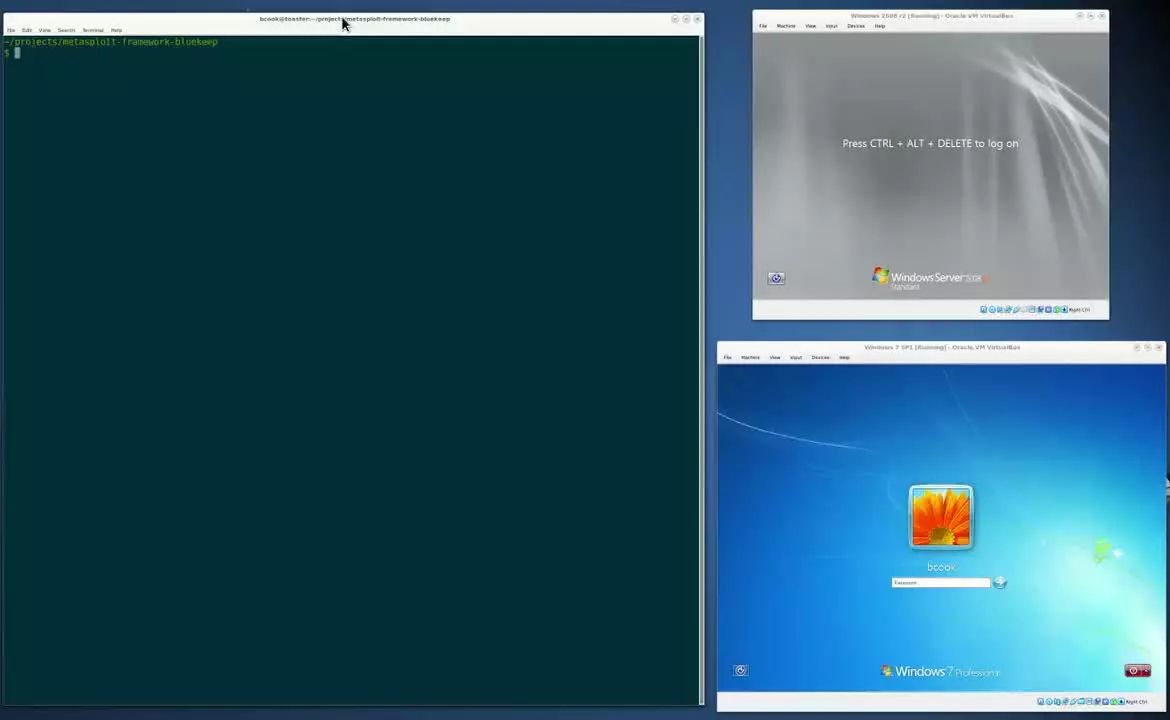 bcook@toaster:~/projects/metasploit-framework-bluekeep
File Edit View Search Terminal Help
~/projects/metasploit-framework-bluekeep
$
Windows 2008 r2 [Running] - Oracle VM VirtualBox
File Machine View Input Devices Help
Press CTRL + ALT + DELETE to log on
Windows Server 2008 R2
Standard
Right Ctrl
Windows 7 SP1 [Running] - Oracle VM VirtualBox
File Machine View Input Devices Help
bcook
Password
Windows 7 Professional
Right Ctrl